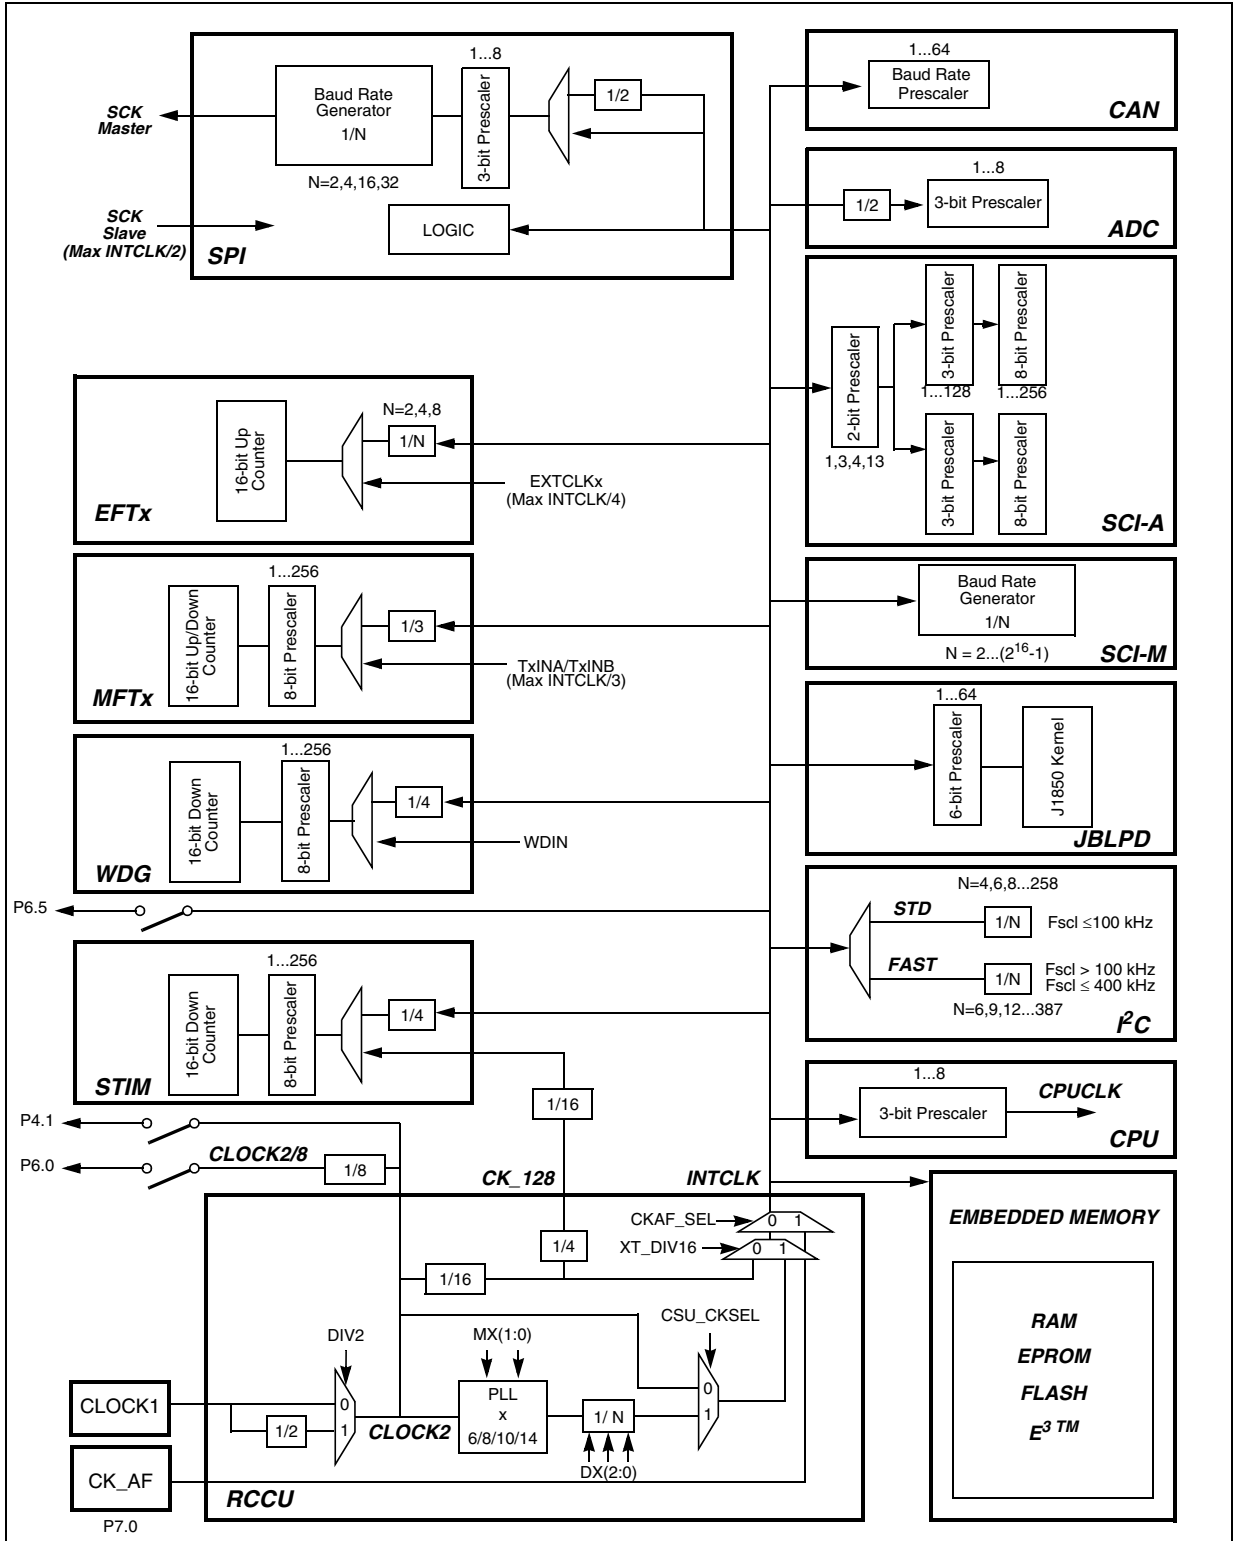 1...8
Baud Rate
Generator
1/N
3-bit Prescaler
1/2
SCK
Master
N=2,4,16,32
SCK
Slave
(Max INTCLK/2)
LOGIC
SPI
1...64
Baud Rate
Prescaler
CAN
1...8
1/2
3-bit Prescaler
ADC
2-bit Prescaler
1,3,4,13
3-bit Prescaler
8-bit Prescaler
1...128
1...256
3-bit Prescaler
8-bit Prescaler
SCI-A
16-bit Up
Counter
N=2,4,8
1/N
EXTCLKx
(Max INTCLK/4)
EFTx
1...256
16-bit Up/Down
Counter
8-bit Prescaler
1/3
TxINA/TxINB
(Max INTCLK/3)
MFTx
Baud Rate
Generator
1/N
N = 2...(2¹⁶-1)
SCI-M
1...256
16-bit Down
Counter
8-bit Prescaler
1/4
WDIN
WDG
1...64
6-bit Prescaler
J1850 Kernel
JBLPD
P6.5
N=4,6,8...258
STD
1/N
Fscl ≤100 kHz
FAST
1/N
Fscl > 100 kHz
Fscl ≤ 400 kHz
N=6,9,12...387
I²C
1...256
16-bit Down
Counter
8-bit Prescaler
1/4
STIM
1/16
1...8
3-bit Prescaler
CPUCLK
CPU
P4.1
P6.0
CLOCK2/8
1/8
CK_128
INTCLK
CKAF_SEL
0 1
XT_DIV16
0 1
1/4
1/16
EMBEDDED MEMORY
RAM
EPROM
FLASH
E³ ™
DIV2
MX(1:0)
CSU_CKSEL
CLOCK1
0
1/2
1
CLOCK2
PLL
x
6/8/10/14
1/ N
0
1
DX(2:0)
CK_AF
RCCU
P7.0